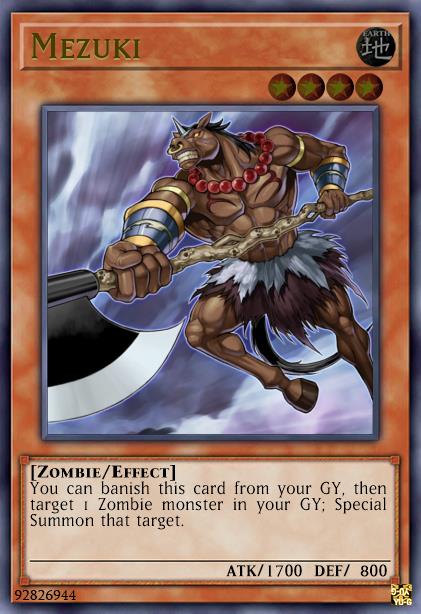 MEZUKI
EARTH
地
[ZOMBIE/EFFECT]
You can banish this card from your GY, then
target 1 Zombie monster in your GY; Special
Summon that target.
ATK/1700 DEF/ 800
92826944